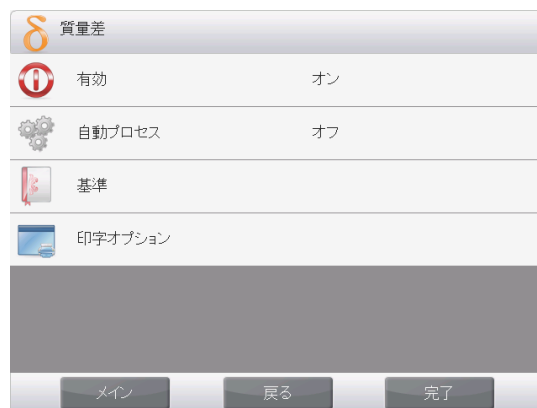 δ 質量差
有効 オン
自動プロセス オフ
基準
印字オプション
メイン 戻る 完了